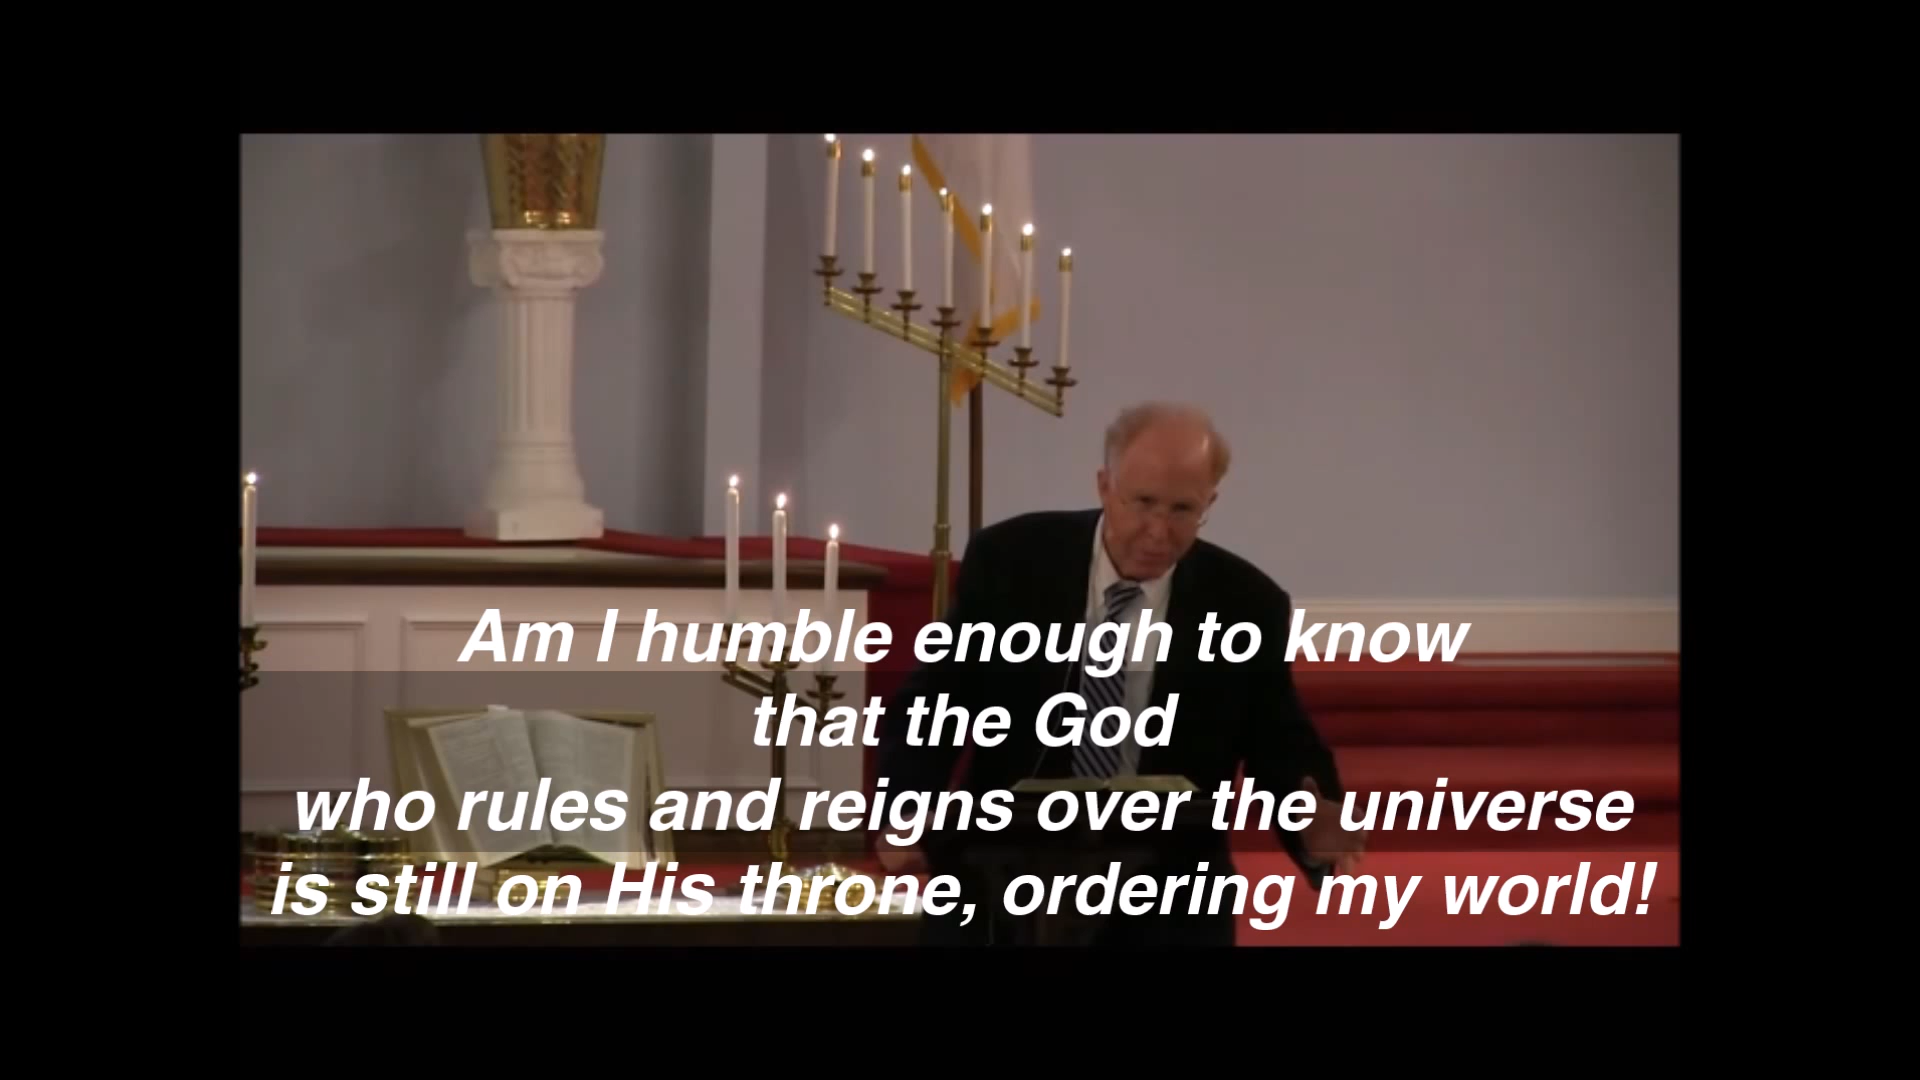 Am I humble enough to know
that the God
who rules and reigns over the universe
is still on His throne, ordering my world!